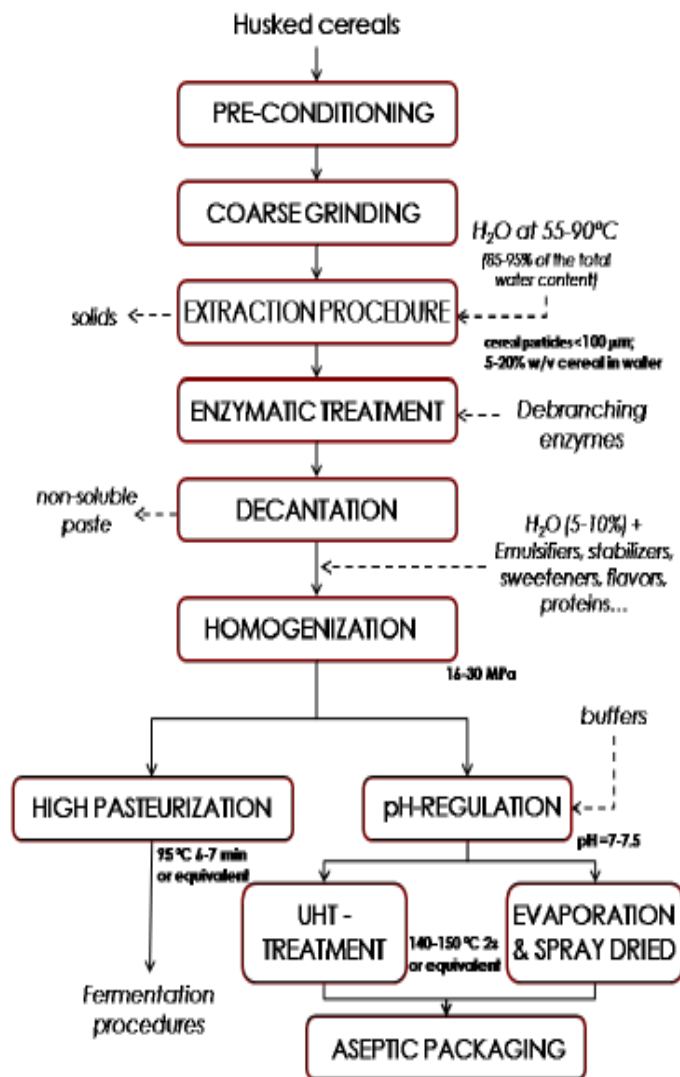 Husked cereals
PRE-CONDITIONING
COARSE GRINDING
H₂O at 55-90ºC
(85-95% of the total
water content)
solids
EXTRACTION PROCEDURE
cereal particles <100 µm;
5-20% w/v cereal in water
ENZYMATIC TREATMENT
Debranching
enzymes
non-soluble
paste
DECANTATION
H₂O (5-10%) +
Emulsifiers, stabilizers,
sweeteners, flavors,
proteins...
HOMOGENIZATION
16-30 MPa
buffers
HIGH PASTEURIZATION
pH-REGULATION
95 ºC 6-7 min
or equivalent
pH =7-7.5
UHT -
TREATMENT
140-150 ºC 2s
or equivalent
EVAPORATION
& SPRAY DRIED
Fermentation
procedures
ASEPTIC PACKAGING